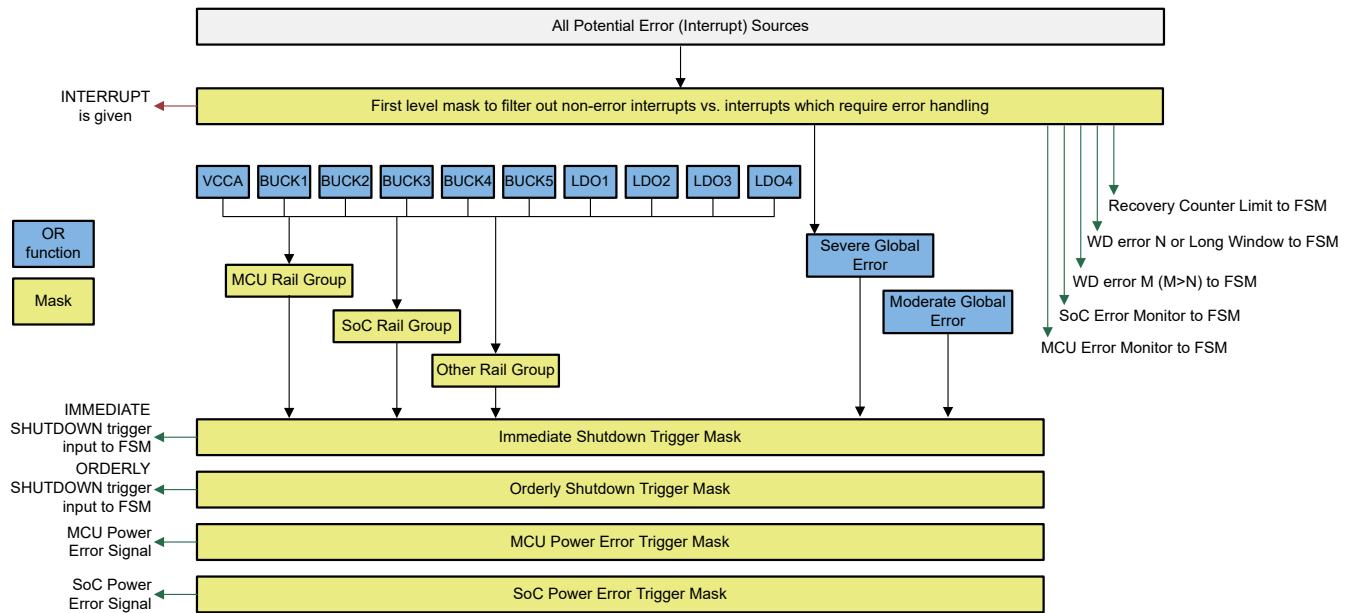 All Potential Error (Interrupt) Sources
INTERRUPT
is given
First level mask to filter out non-error interrupts vs. interrupts which require error handling
VCCA
BUCK1
BUCK2
BUCK3
BUCK4
BUCK5
LDO1
LDO2
LDO3
LDO4
Recovery Counter Limit to FSM
WD error N or Long Window to FSM
WD error M (M>N) to FSM
SoC Error Monitor to FSM
MCU Error Monitor to FSM
OR
function
Mask
MCU Rail Group
SoC Rail Group
Other Rail Group
Severe Global
Error
Moderate Global
Error
IMMEDIATE
SHUTDOWN trigger
input to FSM
Immediate Shutdown Trigger Mask
ORDERLY
SHUTDOWN trigger
input to FSM
Orderly Shutdown Trigger Mask
MCU Power
Error Signal
MCU Power Error Trigger Mask
SoC Power
Error Signal
SoC Power Error Trigger Mask